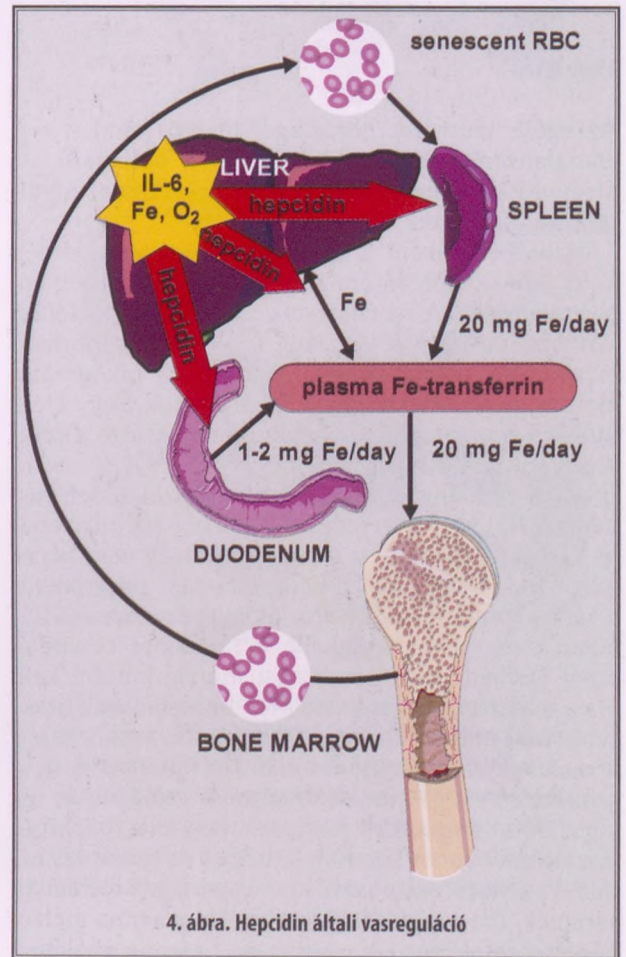 senescent RBC
LIVER
IL-6,
Fe, O₂
hepcidin
SPLEEN
hepcidin
hepcidin
Fe
20 mg Fe/day
plasma Fe-transferrin
1-2 mg Fe/day
20 mg Fe/day
DUODENUM
BONE MARROW
4. ábra. Hepcidin általi vasreguláció